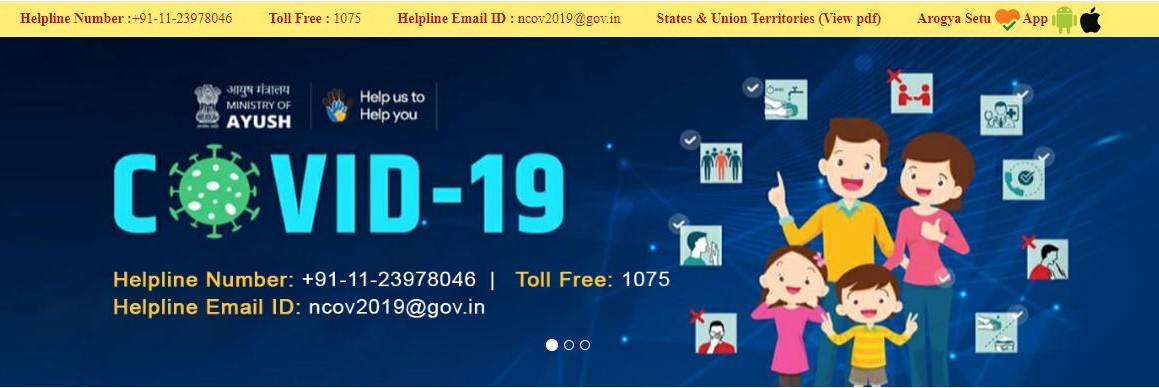 Helpline Number :+91-11-23978046 Toll Free : 1075 Helpline Email ID : ncov2019@gov.in States & Union Territories (View pdf) Arogya Setu App
आयुष मंत्रालय
MINISTRY OF
AYUSH
Help us to
Help you
COVID-19
Helpline Number: +91-11-23978046 | Toll Free: 1075
Helpline Email ID: ncov2019@gov.in